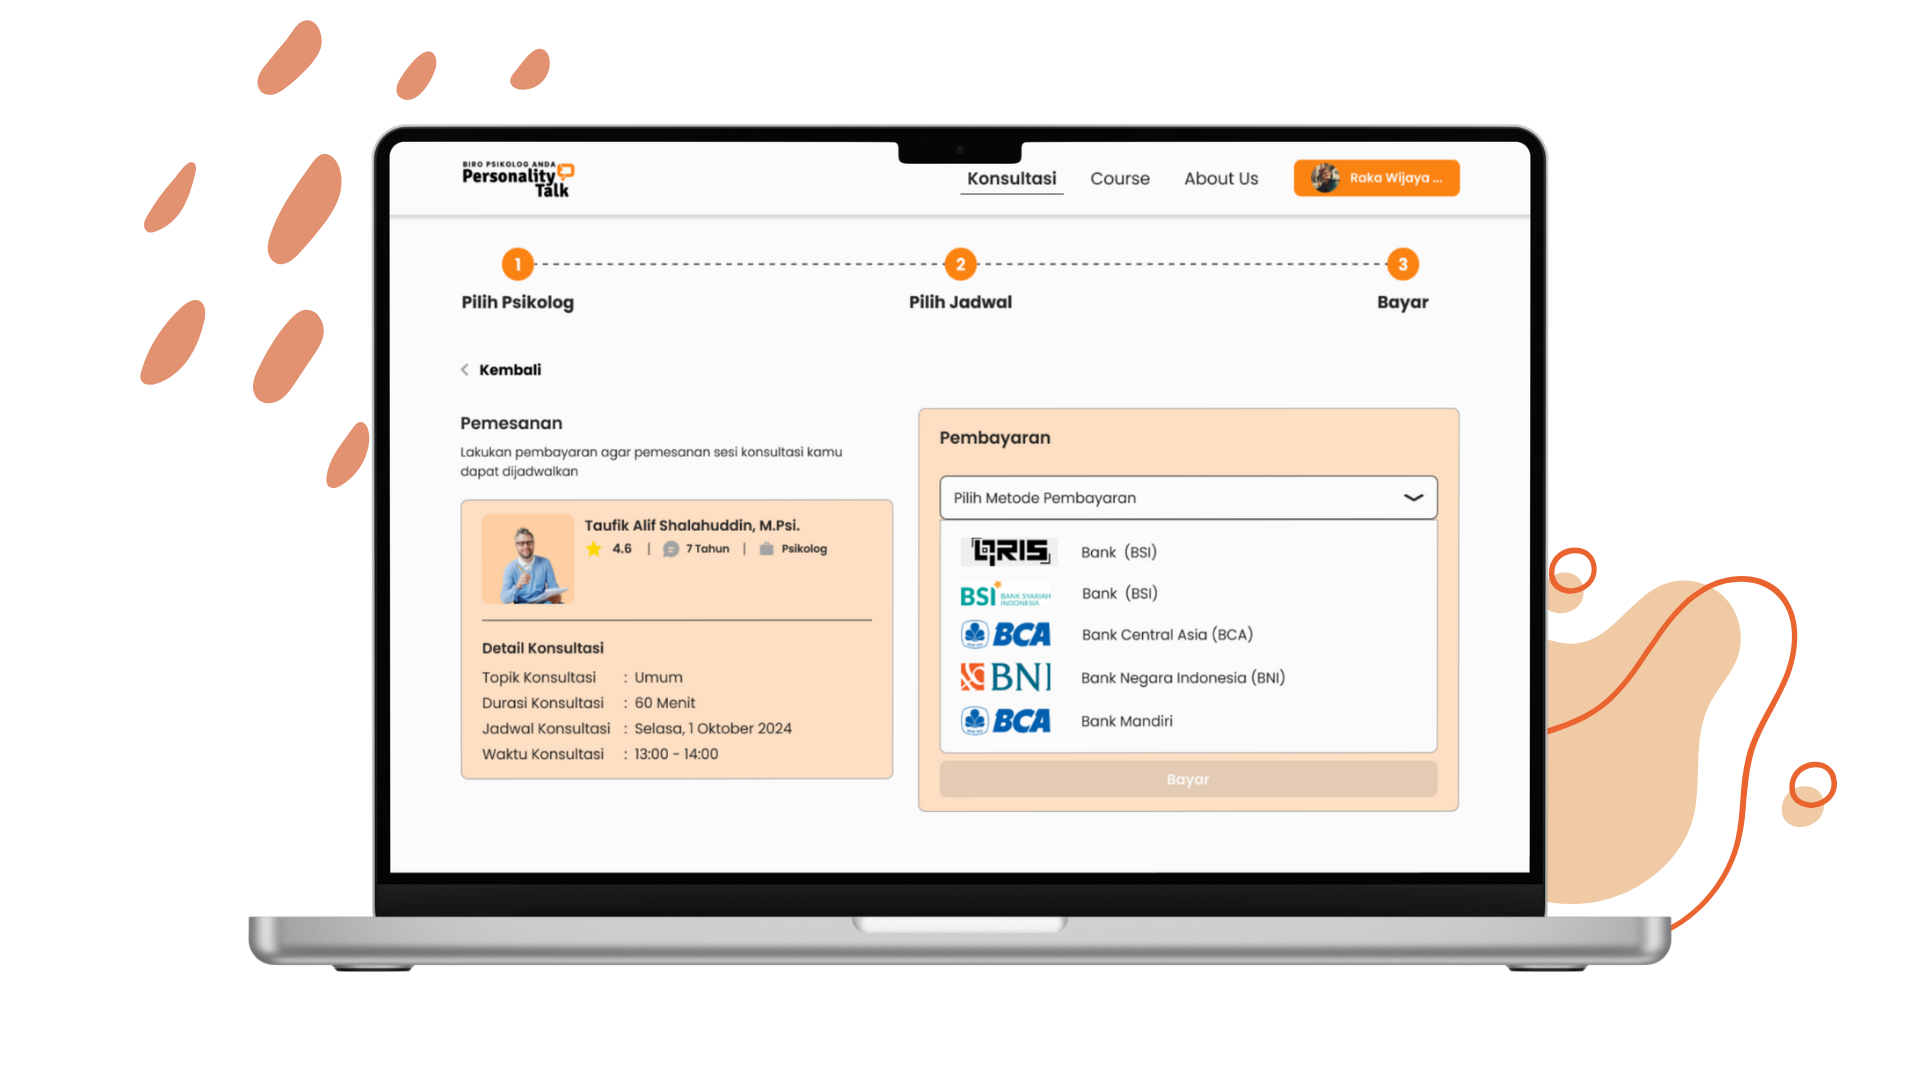 BIRO PSIKOLOG ANDA
Personality
Talk
Konsultasi
Course
About Us
Raka Wijaya ...
1
2
3
Pilih Psikolog
Pilih Jadwal
Bayar
Kembali
Pemesanan
Lakukan pembayaran agar pemesanan sesi konsultasi kamu
dapat dijadwalkan
Taufik Alif Shalahuddin, M.Psi.
4.6 | 7 Tahun | Psikolog
Detail Konsultasi
Topik Konsultasi : Umum
Durasi Konsultasi : 60 Menit
Jadwal Konsultasi : Selasa, 1 Oktober 2024
Waktu Konsultasi : 13:00 - 14:00
Pembayaran
Pilih Metode Pembayaran
QRIS Bank (BSI)
BSI BANK SYARIAH
INDONESIA
Bank (BSI)
BCA Bank Central Asia (BCA)
BNI Bank Negara Indonesia (BNI)
BCA Bank Mandiri
Bayar